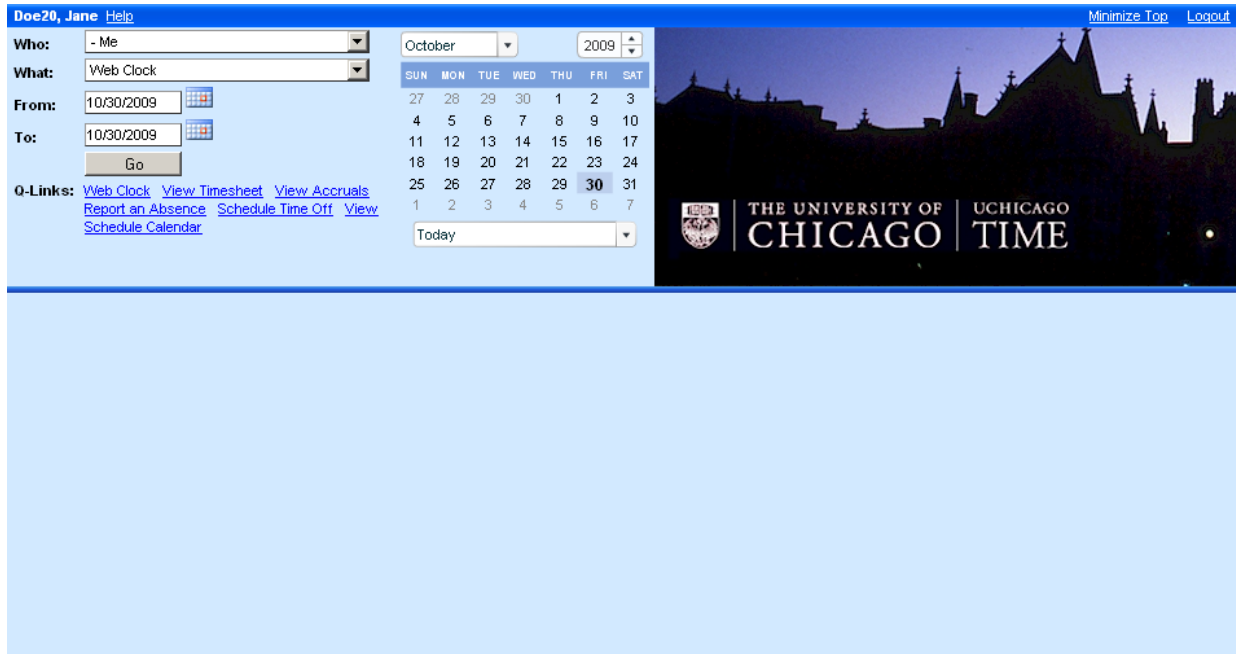 Doe20, Jane Help Minimize Top Logout
Who: - Me
What: Web Clock
From: 10/30/2009
To: 10/30/2009
Go
Q-Links: Web Clock View Timesheet View Accruals
Report an Absence Schedule Time Off View
Schedule Calendar
October 2009
SUN MON TUE WED THU FRI SAT
27 28 29 30 1 2 3
4 5 6 7 8 9 10
11 12 13 14 15 16 17
18 19 20 21 22 23 24
25 26 27 28 29 30 31
1 2 3 4 5 6 7
Today
THE UNIVERSITY OF
CHICAGO
UCHICAGO
TIME